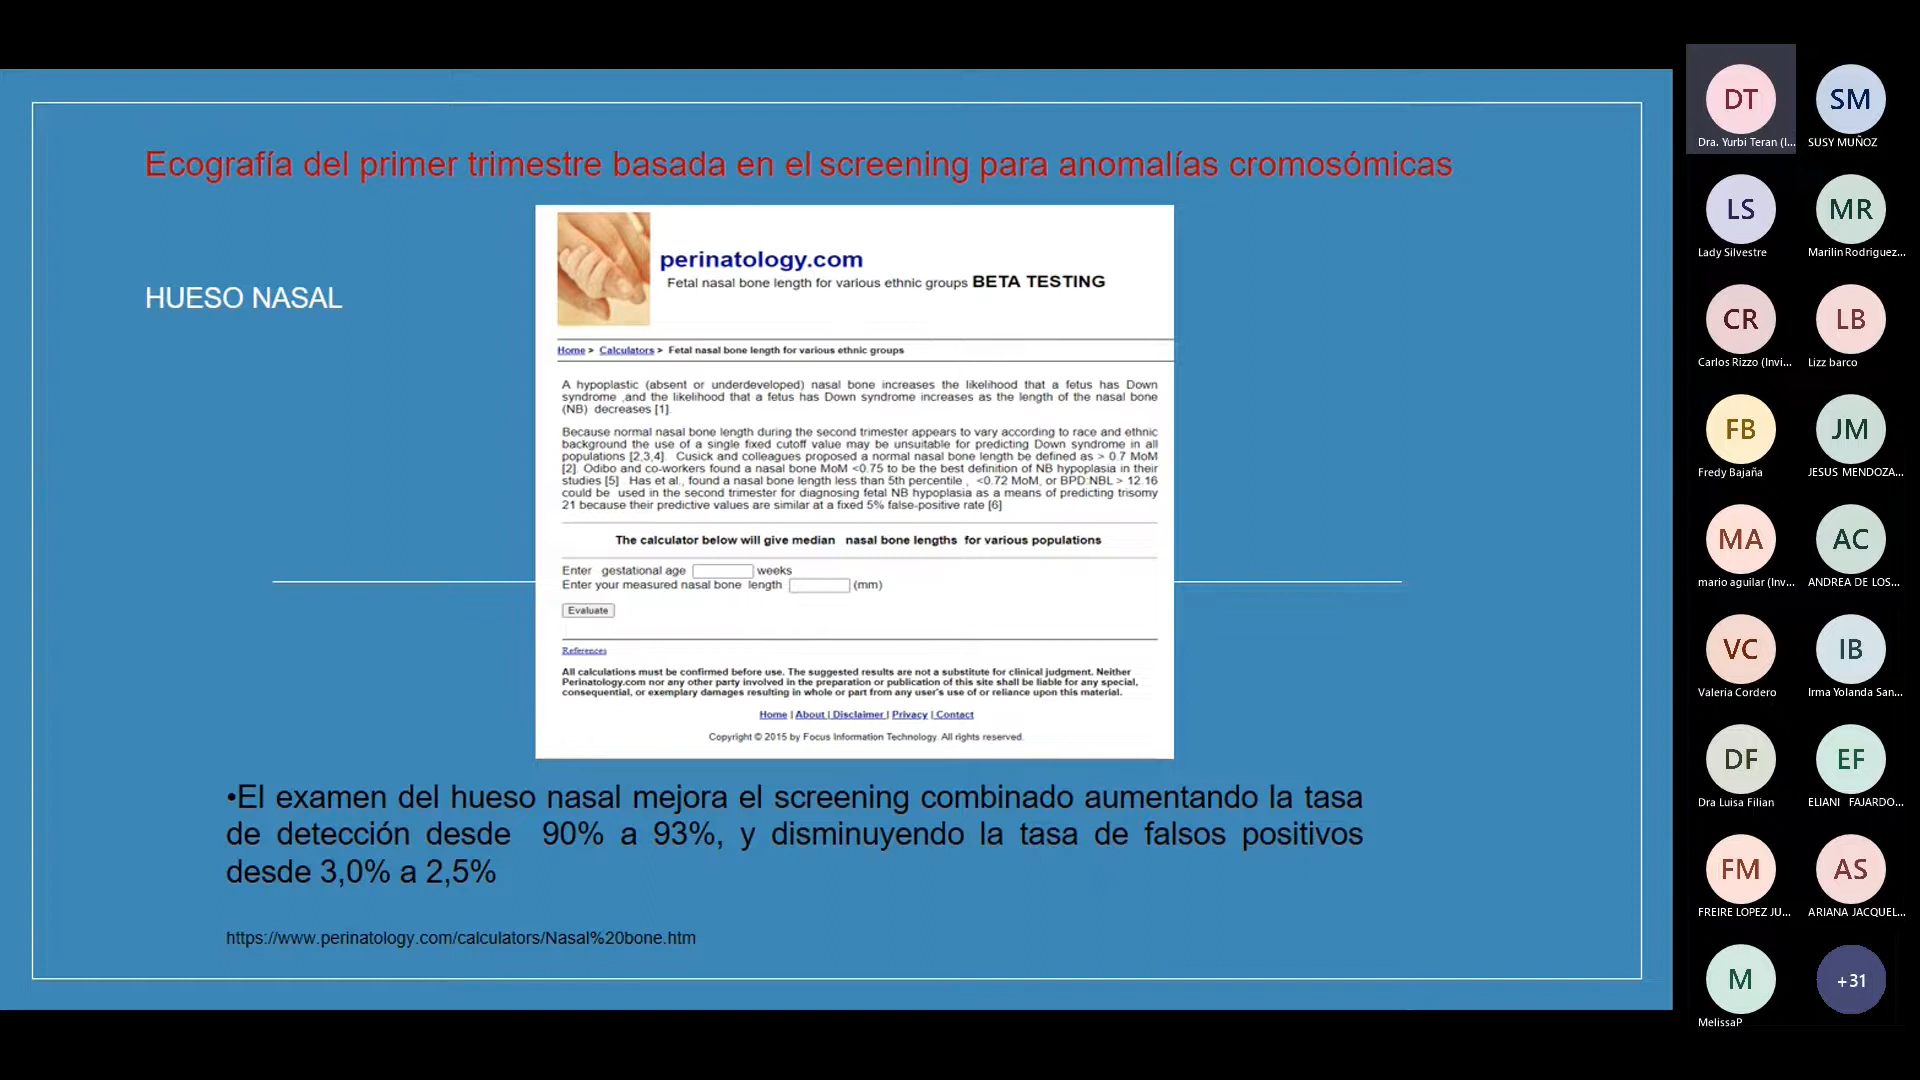 Ecografía del primer trimestre basada en el screening para anomalías cromosómicas
HUESO NASAL
perinatology.com
Fetal nasal bone length for various ethnic groups BETA TESTING
Home > Calculators > Fetal nasal bone length for various ethnic groups
A hypoplastic (absent or underdeveloped) nasal bone increases the likelihood that a fetus has Down
syndrome ,and the likelihood that a fetus has Down syndrome increases as the length of the nasal bone
(NB) decreases [1].
Because normal nasal bone length during the second trimester appears to vary according to race and ethnic
background the use of a single fixed cutoff value may be unsuitable for predicting Down syndrome in all
populations [2,3,4]. Cusick and colleagues proposed a normal nasal bone length be defined as > 0.7 MoM
[2]. Odibo and co-workers found a nasal bone MoM <0.75 to be the best definition of NB hypoplasia in their
studies [5]. Has et al., found a nasal bone length less than 5th percentile , <0.72 MoM, or BPD:NBL > 12.16
could be used in the second trimester for diagnosing fetal NB hypoplasia as a means of predicting trisomy
21 because their predictive values are similar at a fixed 5% false-positive rate [6]
The calculator below will give median nasal bone lengths for various populations
Enter gestational age weeks
Enter your measured nasal bone length (mm)
Evaluate
References
All calculations must be confirmed before use. The suggested results are not a substitute for clinical judgment. Neither
Perinatology.com nor any other party involved in the preparation or publication of this site shall be liable for any special,
consequential, or exemplary damages resulting in whole or part from any user's use of or reliance upon this material.
Home | About | Disclaimer | Privacy | Contact
Copyright © 2015 by Focus Information Technology. All rights reserved.
•El examen del hueso nasal mejora el screening combinado aumentando la tasa
de detección desde 90% a 93%, y disminuyendo la tasa de falsos positivos
desde 3,0% a 2,5%
https://www.perinatology.com/calculators/Nasal%20bone.htm
DT
Dra. Yurbi Teran (I...
SM
SUSY MUÑOZ
LS
Lady Silvestre
MR
Marilin Rodriguez...
CR
Carlos Rizzo (Invi...
LB
Lizz barco
FB
Fredy Bajaña
JM
JESUS MENDOZA...
MA
mario aguilar (Inv...
AC
ANDREA DE LOS...
VC
Valeria Cordero
IB
Irma Yolanda San...
DF
Dra Luisa Filian
EF
ELIANI FAJARDO...
FM
FREIRE LOPEZ JU...
AS
ARIANA JACQUEL...
M
MelissaP
+31